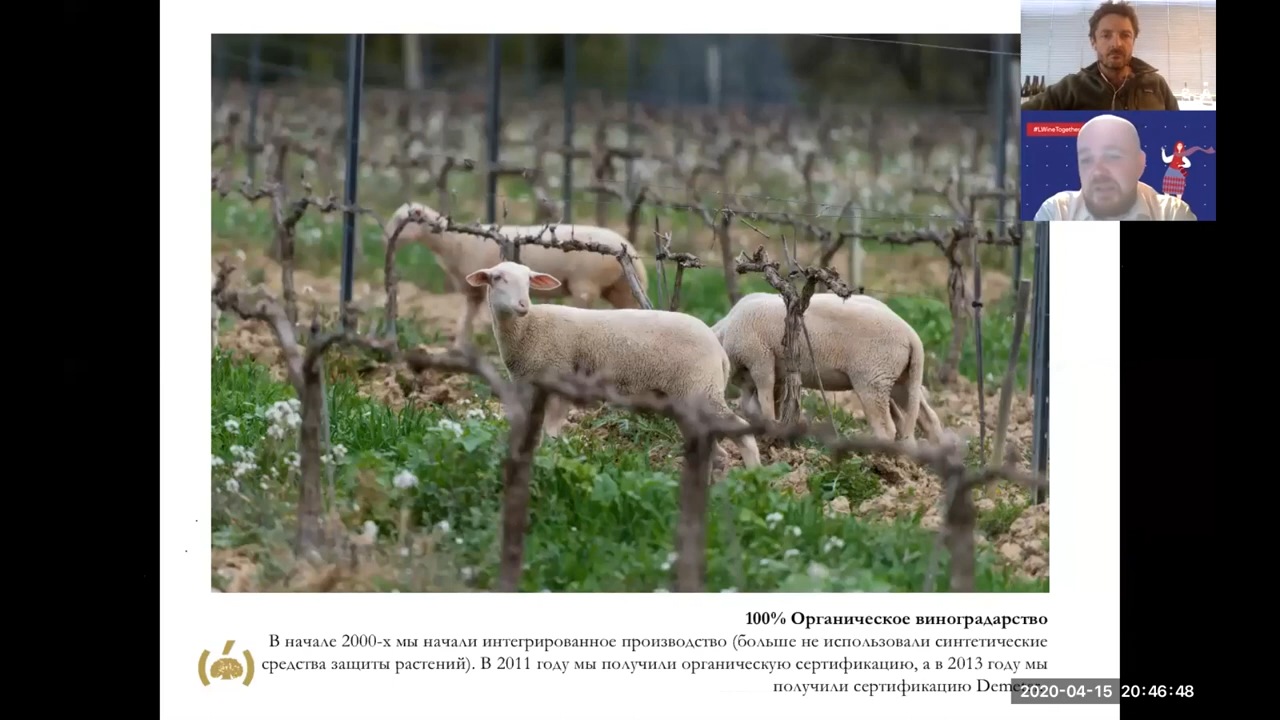 #LWineTogether
100% Органическое виноградарство
В начале 2000-х мы начали интегрированное производство (больше не использовали синтетические
средства защиты растений). В 2011 году мы получили органическую сертификацию, а в 2013 году мы
получили сертификацию
2020-04-15 20:46:48